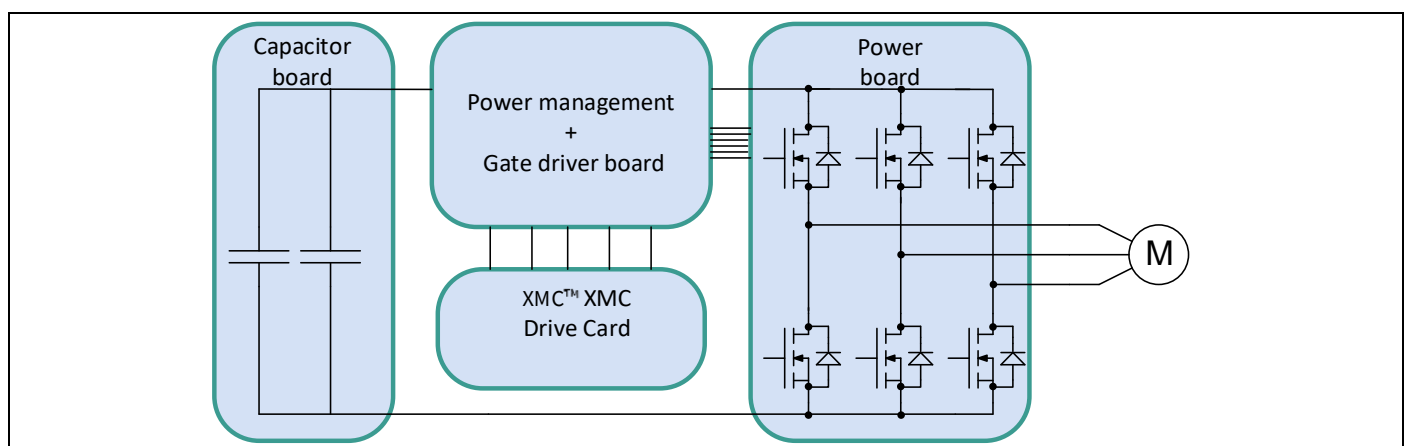 Capacitor
board
Power management
+
Gate driver board
XMC™ XMC
Drive Card
Power
board
M